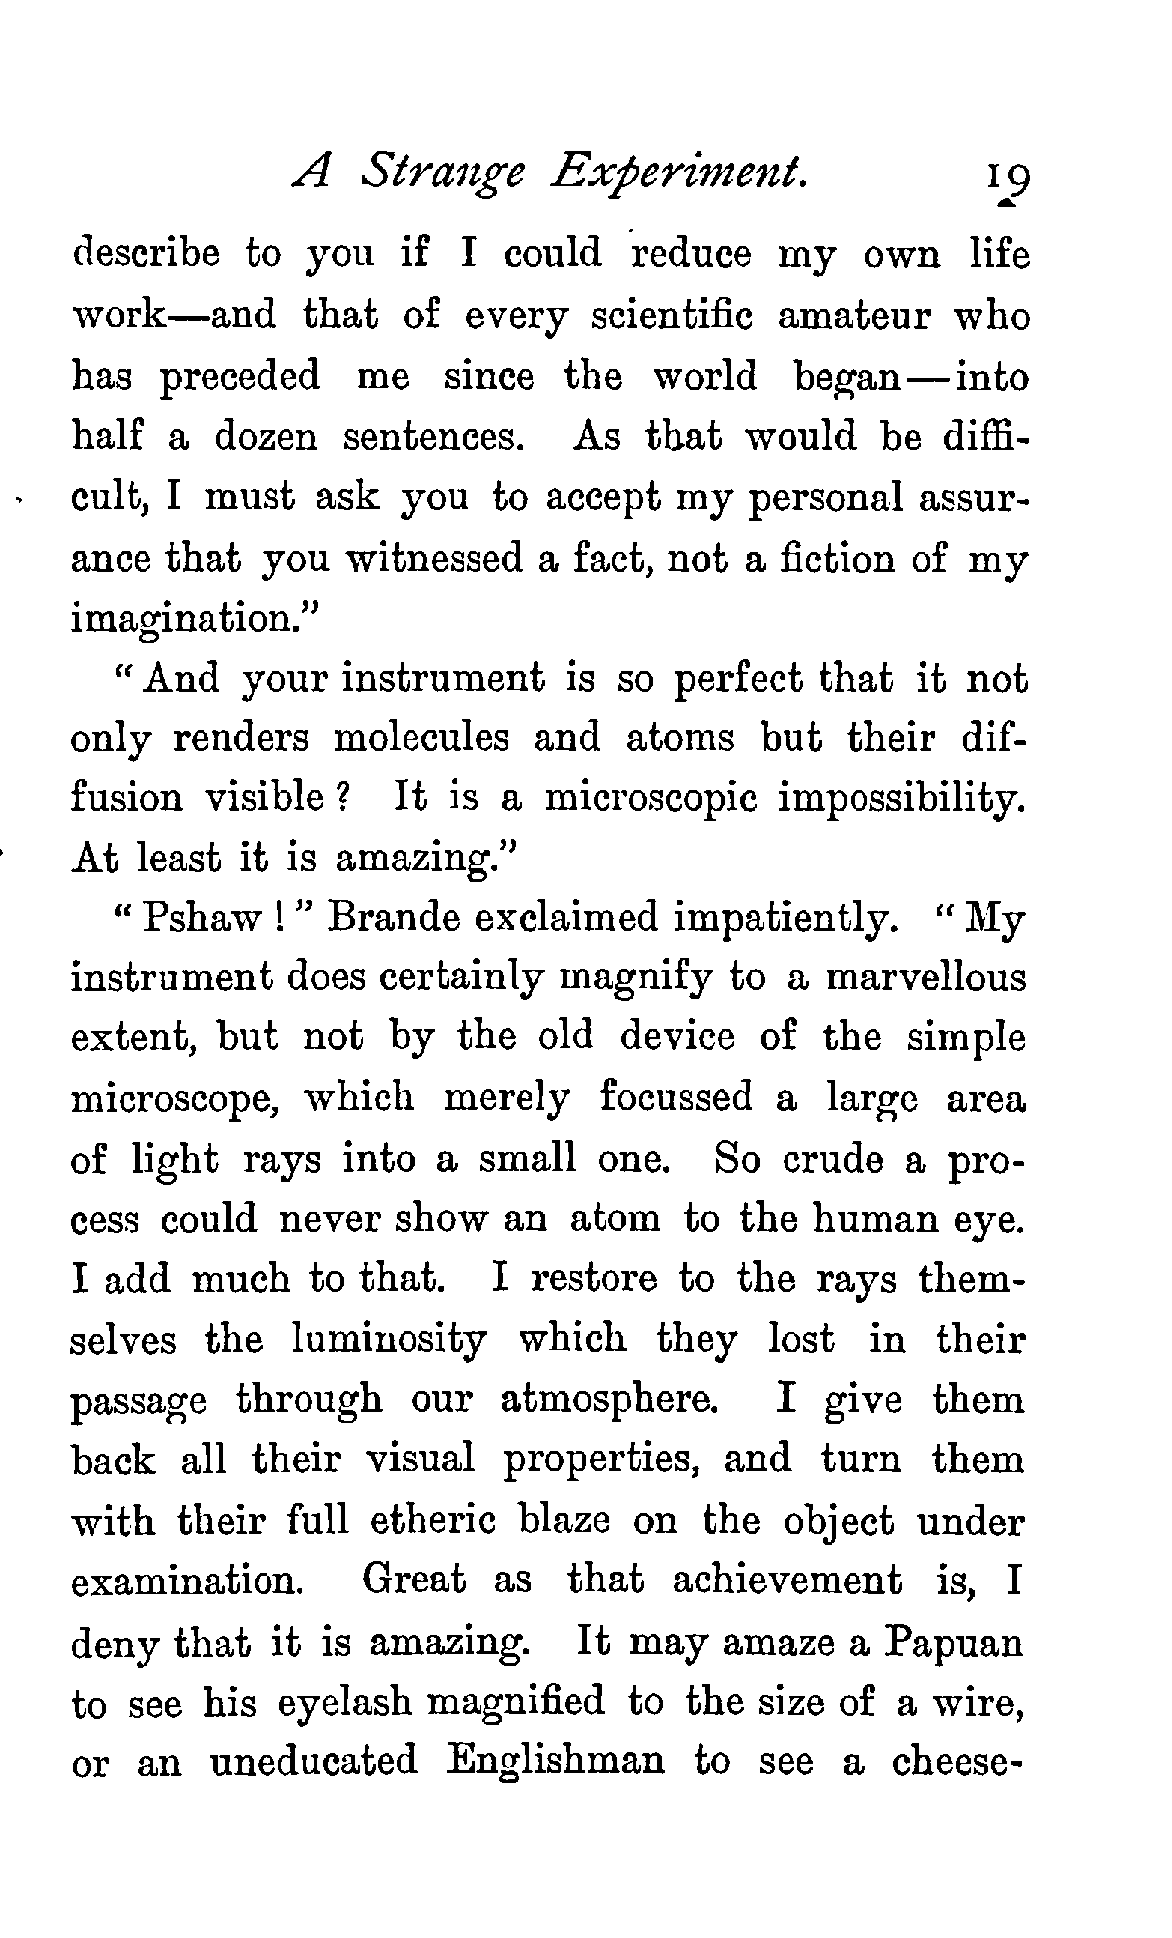 A Strange Experiment. 19
describe to you if I could reduce my own life
work—and that of every scientific amateur who
has preceded me since the world began—into
half a dozen sentences. As that would be diffi-
cult, I must ask you to accept my personal assur-
ance that you witnessed a fact, not a fiction of my
imagination."
"And your instrument is so perfect that it not
only renders molecules and atoms but their dif-
fusion visible? It is a microscopic impossibility.
At least it is amazing."
"Pshaw!" Brande exclaimed impatiently. "My
instrument does certainly magnify to a marvellous
extent, but not by the old device of the simple
microscope, which merely focussed a large area
of light rays into a small one. So crude a pro-
cess could never show an atom to the human eye.
I add much to that. I restore to the rays them-
selves the luminosity which they lost in their
passage through our atmosphere. I give them
back all their visual properties, and turn them
with their full etheric blaze on the object under
examination. Great as that achievement is, I
deny that it is amazing. It may amaze a Papuan
to see his eyelash magnified to the size of a wire,
or an uneducated Englishman to see a cheese-